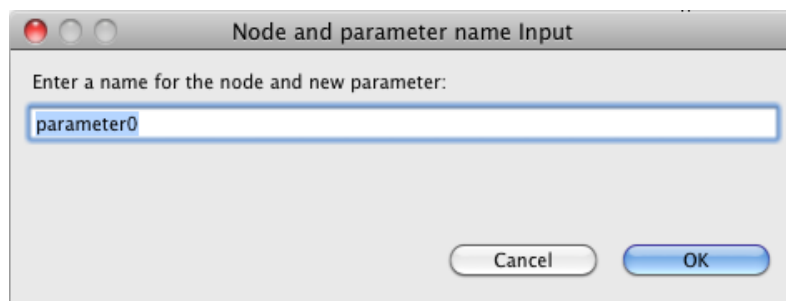 Node and parameter name Input
Enter a name for the node and new parameter:
parameter0
Cancel
OK